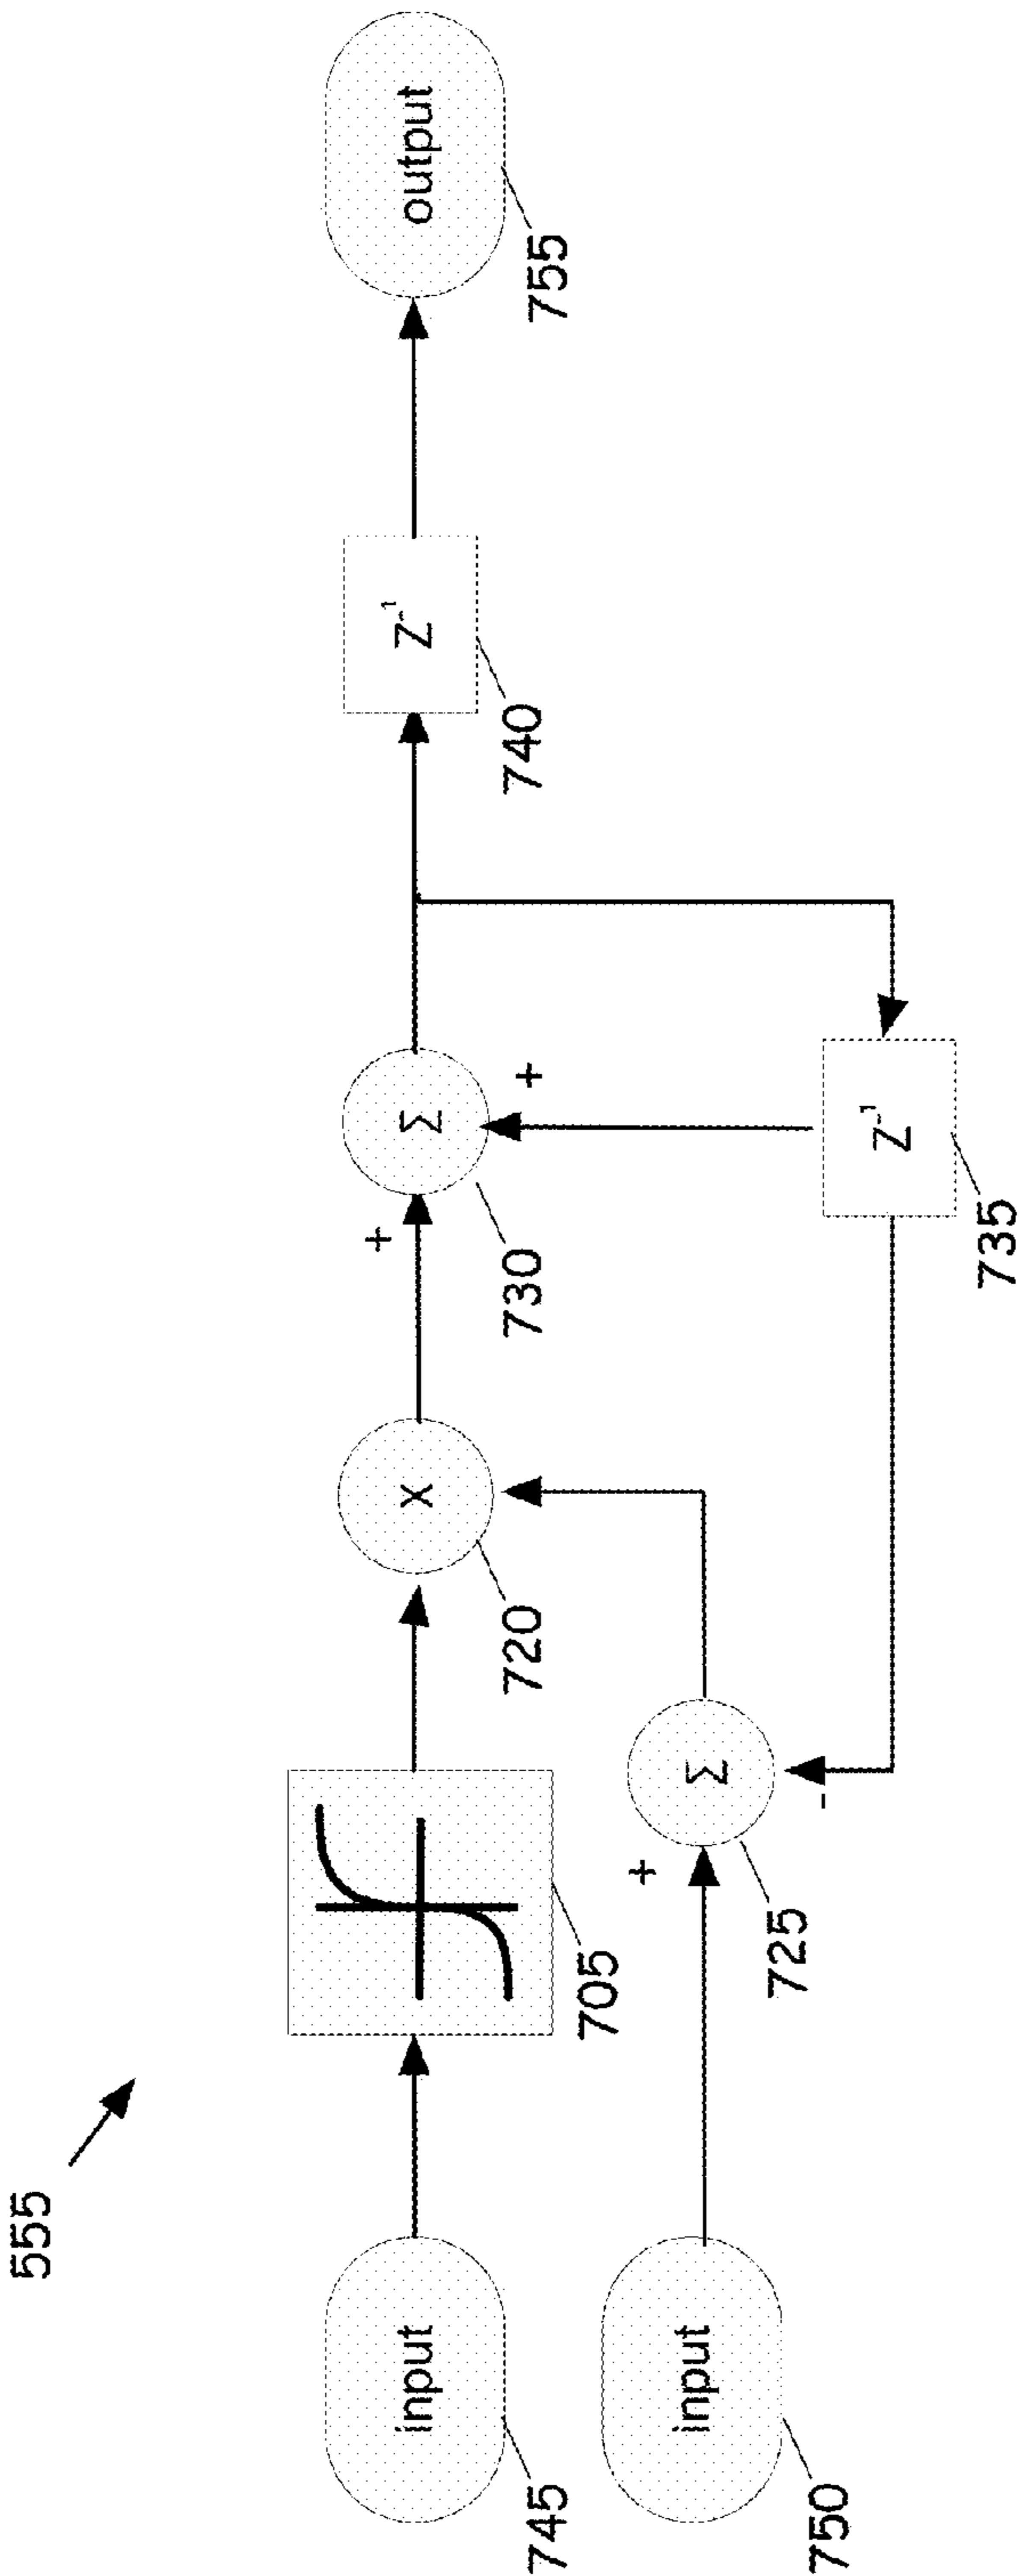 555
input
745
705
X
720
+
Σ
730
Z⁻¹
740
output
755
input
750
+
Σ
725
-
+
Z⁻¹
735